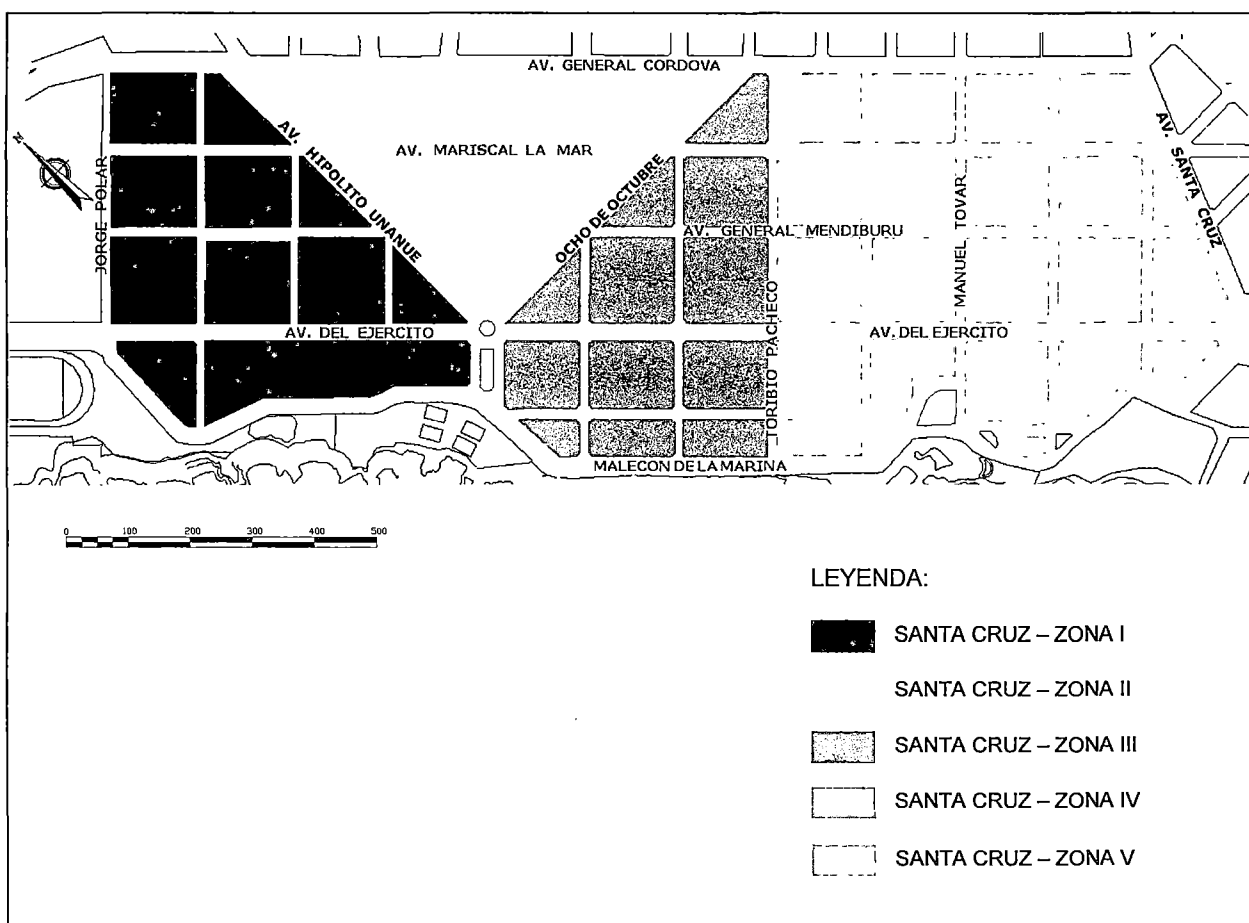 AV. GENERAL CORDOVA
AV. HIPOLITO UNANUE
AV. MARISCAL LA MAR
OCHO DE OCTUBRE
AV. SANTA CRUZ
N
JORGE POLAR
MANUEL TOVAR
AV. GENERAL MENDIBURU
AV. DEL EJERCITO
TORIBIO PACHECO
AV. DEL EJERCITO
MALECON DE LA MARINA
0 100 200 300 400 500
LEYENDA:
SANTA CRUZ – ZONA I
SANTA CRUZ – ZONA II
SANTA CRUZ – ZONA III
SANTA CRUZ – ZONA IV
SANTA CRUZ – ZONA V